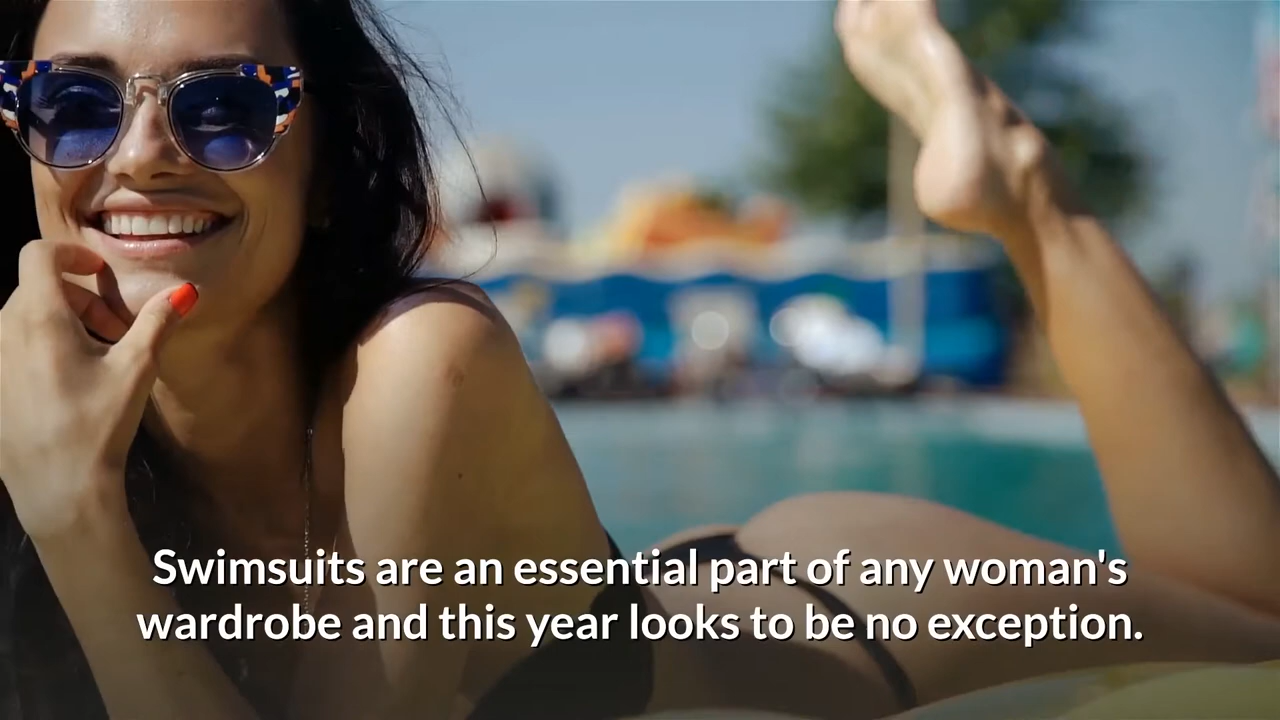 Swimsuits are an essential part of any woman's
wardrobe and this year looks to be no exception.